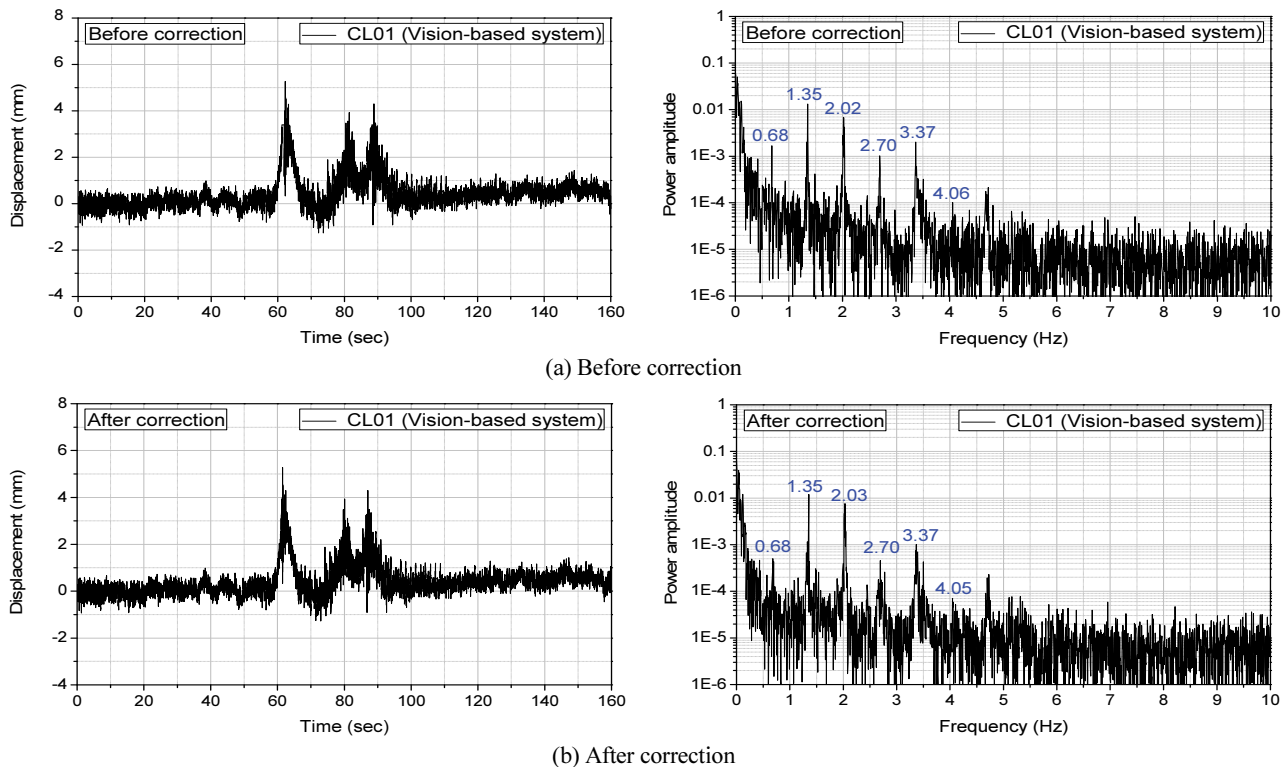 Before correction
CL01 (Vision-based system)
Displacement (mm)
8
6
4
2
0
-2
-4
0 20 40 60 80 100 120 140 160
Time (sec)
Before correction
CL01 (Vision-based system)
Power amplitude
1
0.1
0.01
1E-3
1E-4
1E-5
1E-6
0.68
1.35
2.02
2.70
3.37
4.06
0 1 2 3 4 5 6 7 8 9 10
Frequency (Hz)
(a) Before correction
After correction
CL01 (Vision-based system)
Displacement (mm)
8
6
4
2
0
-2
-4
0 20 40 60 80 100 120 140 160
Time (sec)
After correction
CL01 (Vision-based system)
Power amplitude
1
0.1
0.01
1E-3
1E-4
1E-5
1E-6
0.68
1.35
2.03
2.70
3.37
4.05
0 1 2 3 4 5 6 7 8 9 10
Frequency (Hz)
(b) After correction